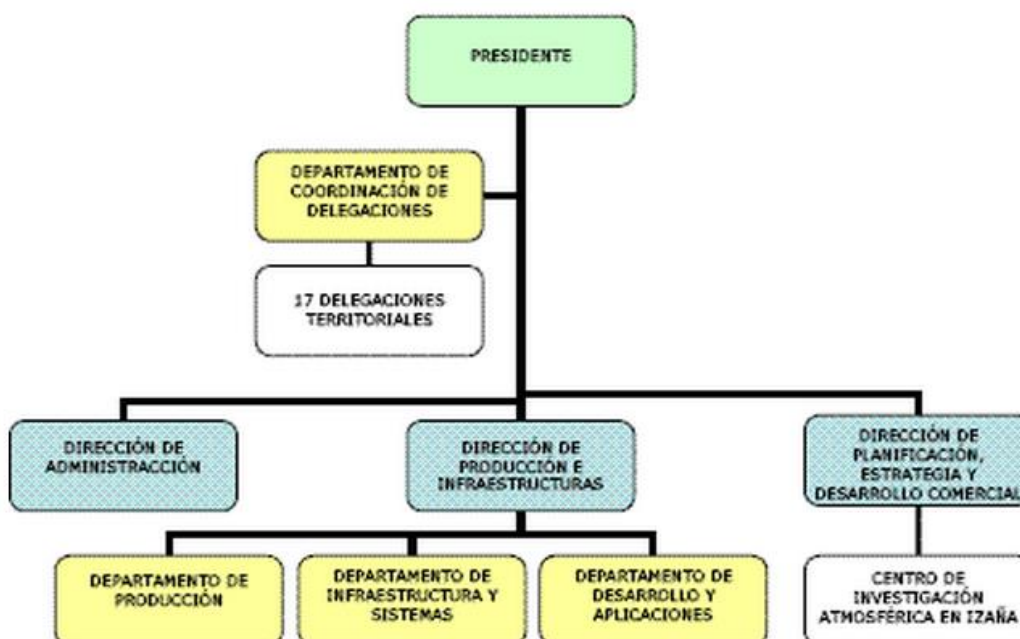 PRESIDENTE
DEPARTAMENTO DE
COORDINACIÓN DE
DELEGACIONES
17 DELEGACIONES
TERRITORIALES
DIRECCIÓN DE
ADMINISTRACCIÓN
DIRECCIÓN DE
PRODUCCIÓN E
INFRAESTRUCTURAS
DIRECCIÓN DE
PLANIFICACIÓN,
ESTRATEGIA Y
DESARROLLO COMERCIAL
DEPARTAMENTO DE
PRODUCCIÓN
DEPARTAMENTO DE
INFRAESTRUCTURA Y
SISTEMAS
DEPARTAMENTO DE
DESARROLLO Y
APLICACIONES
CENTRO DE
INVESTIGACIÓN
ATMOSFÉRICA EN IZAÑA